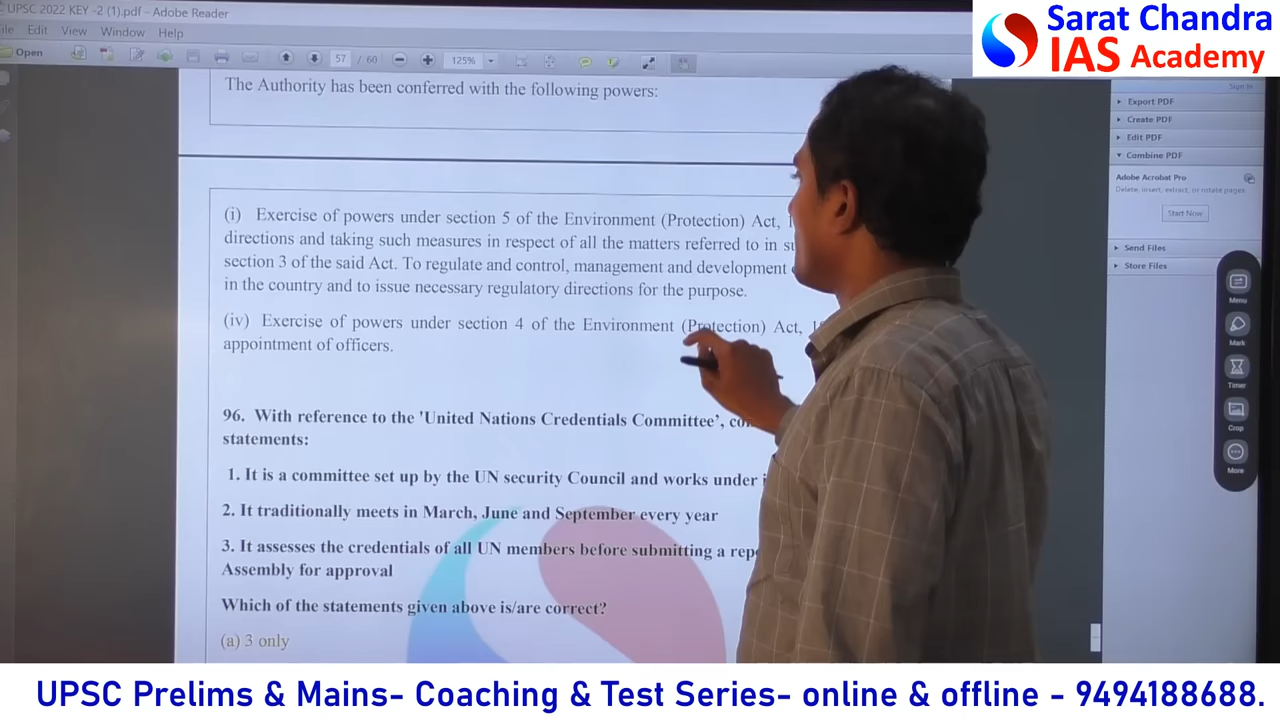 UPSC 2022 KEY -2 (1).pdf - Adobe Reader
Edit View Window Help
Open 57 / 60 125%
Sarat Chandra
IAS Academy
Sign In
Export PDF
Create PDF
Edit PDF
Combine PDF
Adobe Acrobat Pro
Delete, insert, extract, or rotate pages.
Start Now
Send Files
Store Files
Menu
Mark
Timer
Crop
More
The Authority has been conferred with the following powers:
(i) Exercise of powers under section 5 of the Environment (Protection) Act,
directions and taking such measures in respect of all the matters referred to in
section 3 of the said Act. To regulate and control, management and development
in the country and to issue necessary regulatory directions for the purpose.
(iv) Exercise of powers under section 4 of the Environment (Protection) Act,
appointment of officers.
96. With reference to the 'United Nations Credentials Committee',
statements:
1. It is a committee set up by the UN security Council and works under
2. It traditionally meets in March, June and September every year
3. It assesses the credentials of all UN members before submitting a
Assembly for approval
Which of the statements given above is/are correct?
(a) 3 only
UPSC Prelims & Mains- Coaching & Test Series- online & offline - 9494188688.